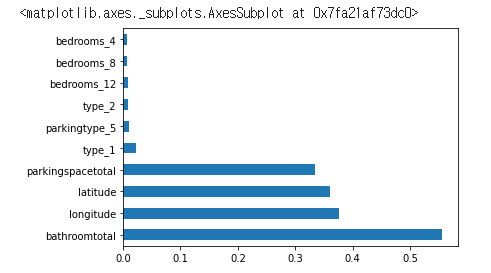 <matplotlib.axes._subplots.AxesSubplot at 0x7fa21af73dc0>
bedrooms_4
bedrooms_8
bedrooms_12
type_2
parkingtype_5
type_1
parkingspacetotal
latitude
longitude
bathroomtotal
0.0 0.1 0.2 0.3 0.4 0.5